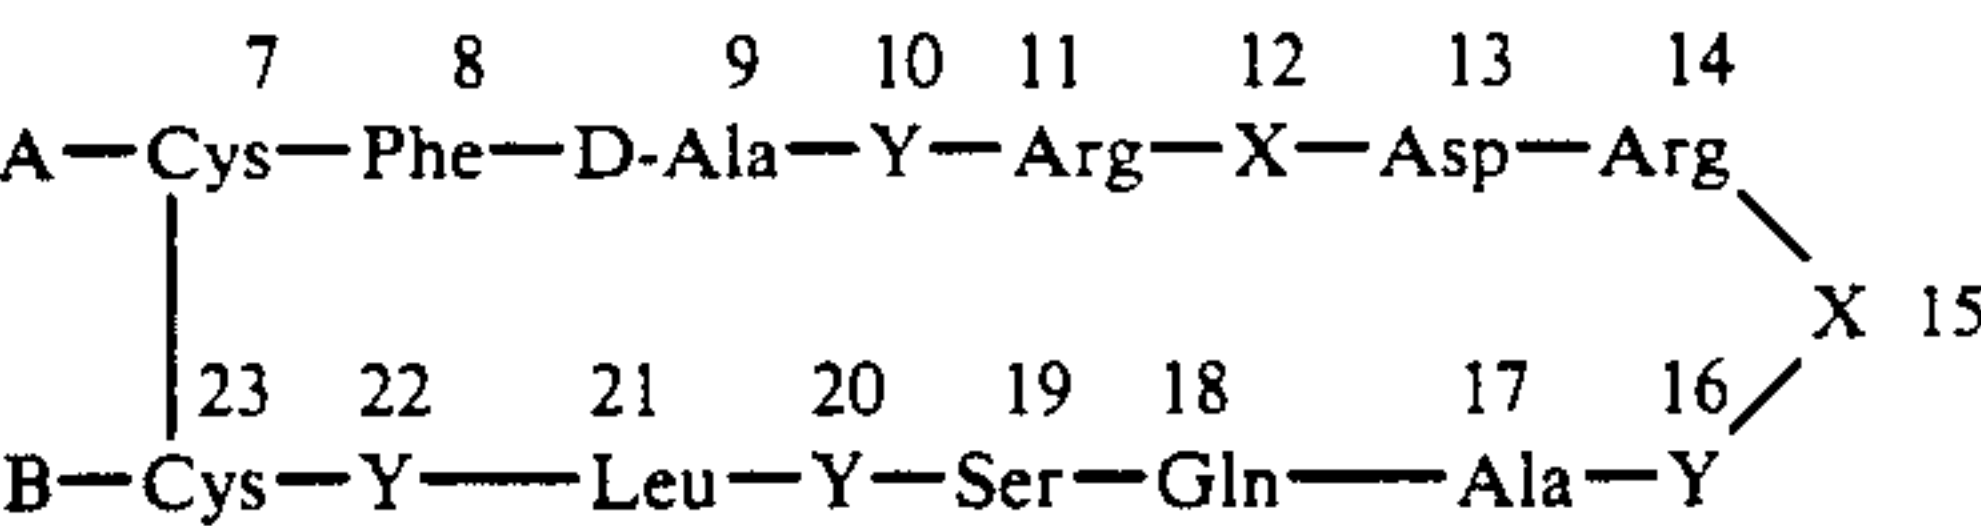 7 8 9 10 11 12 13 14
A—Cys—Phe—D-Ala—Y—Arg—X—Asp—Arg
X 15
23 22 21 20 19 18 17 16
B—Cys—Y—Leu—Y—Ser—Gln—Ala—Y